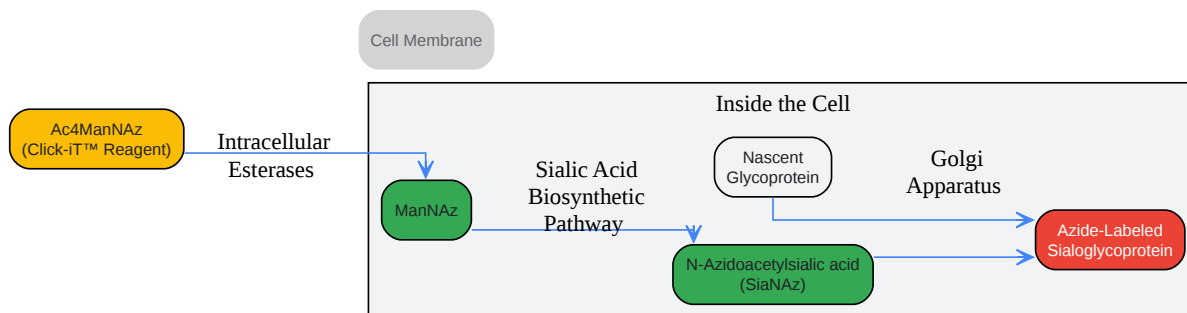 Cell Membrane
Inside the Cell
Ac4ManNAz
(Click-iT™ Reagent)
Intracellular
Esterases
ManNAz
Sialic Acid
Biosynthetic
Pathway
Nascent
Glycoprotein
Golgi
Apparatus
N-Azidoacetylsialic acid
(SiaNAz)
Azide-Labeled
Sialoglycoprotein